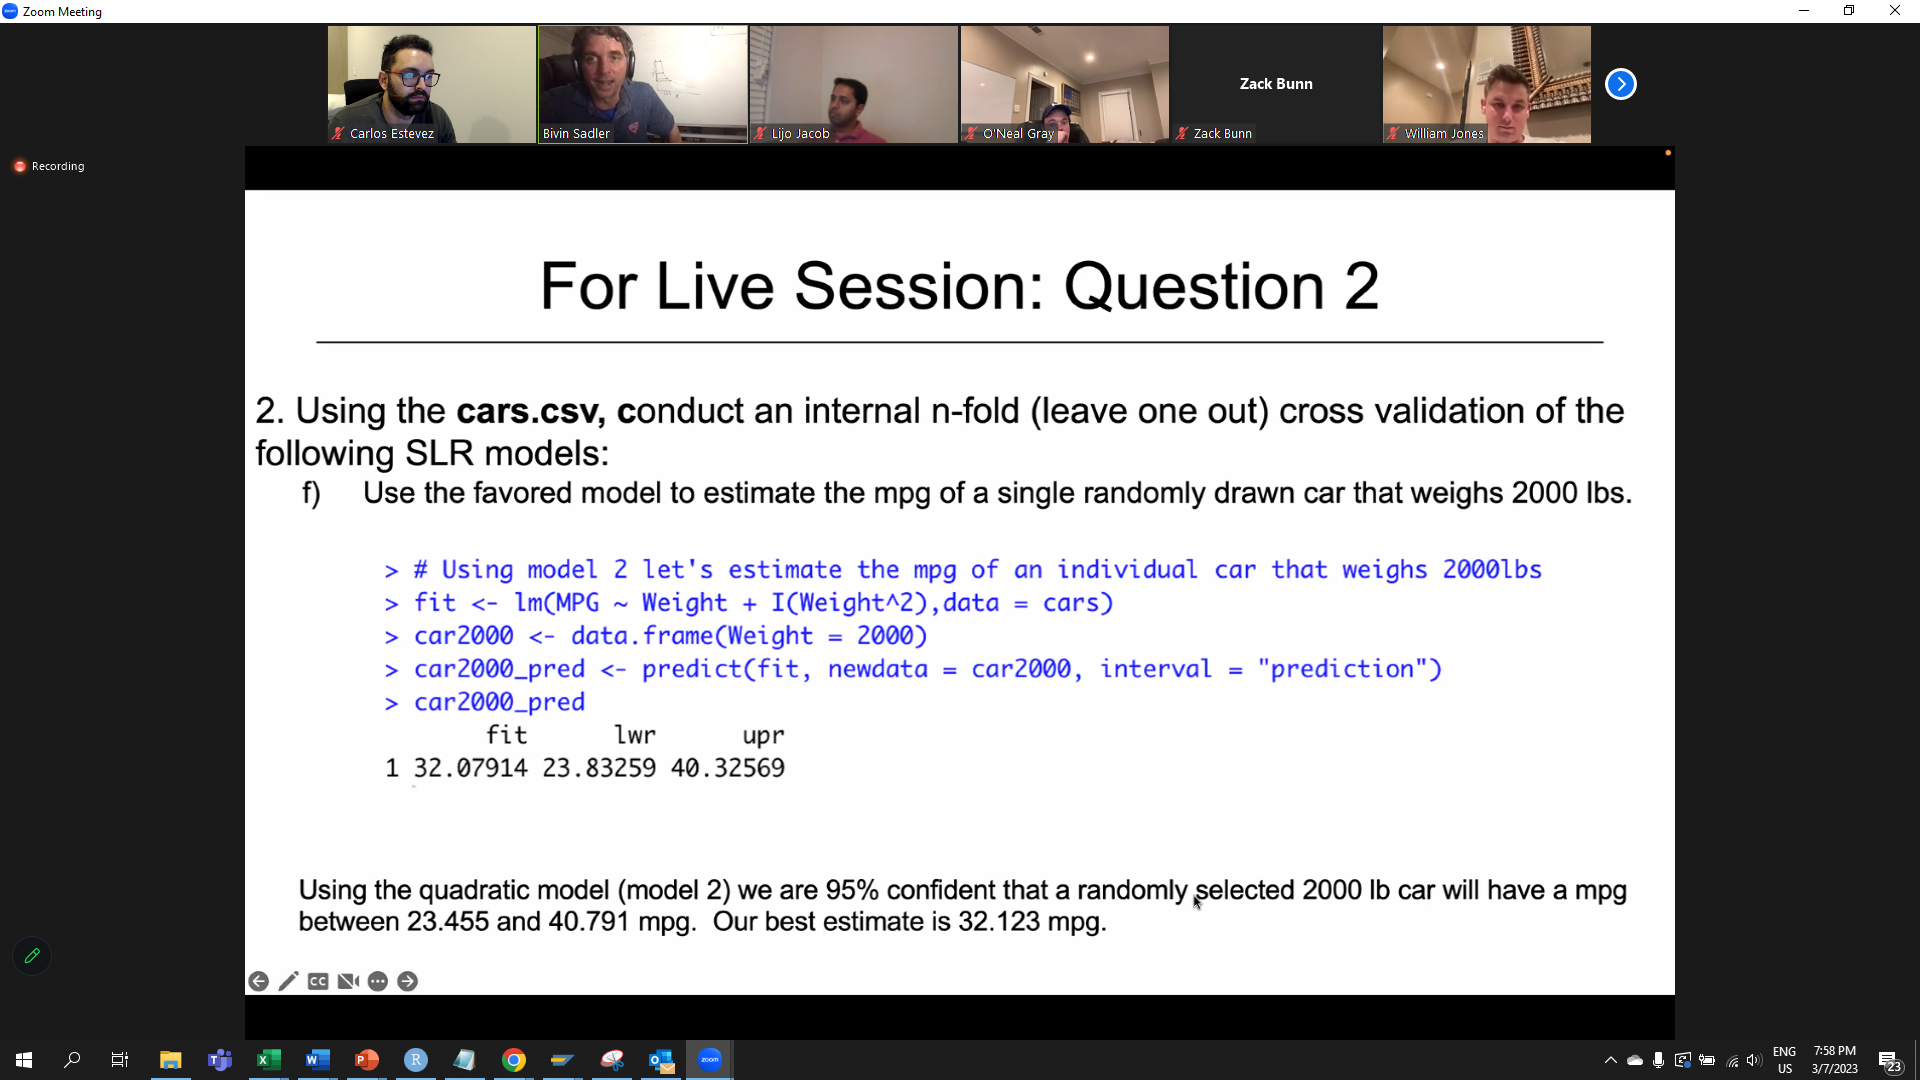 Zoom Meeting
Zack Bunn
Carlos Estevez
Bivin Sadler
Lijo Jacob
O'Neal Gray
Zack Bunn
William Jones
Recording
For Live Session: Question 2
2. Using the cars.csv, conduct an internal n-fold (leave one out) cross validation of the
following SLR models:
f) Use the favored model to estimate the mpg of a single randomly drawn car that weighs 2000 lbs.
> # Using model 2 let's estimate the mpg of an individual car that weighs 2000lbs
> fit <- lm(MPG ~ Weight + I(Weight^2),data = cars)
> car2000 <- data.frame(Weight = 2000)
> car2000_pred <- predict(fit, newdata = car2000, interval = "prediction")
> car2000_pred
fit lwr upr
1 32.07914 23.83259 40.32569
Using the quadratic model (model 2) we are 95% confident that a randomly selected 2000 lb car will have a mpg
between 23.455 and 40.791 mpg. Our best estimate is 32.123 mpg.
CC
zoom
ENG
US
7:58 PM
3/7/2023
23